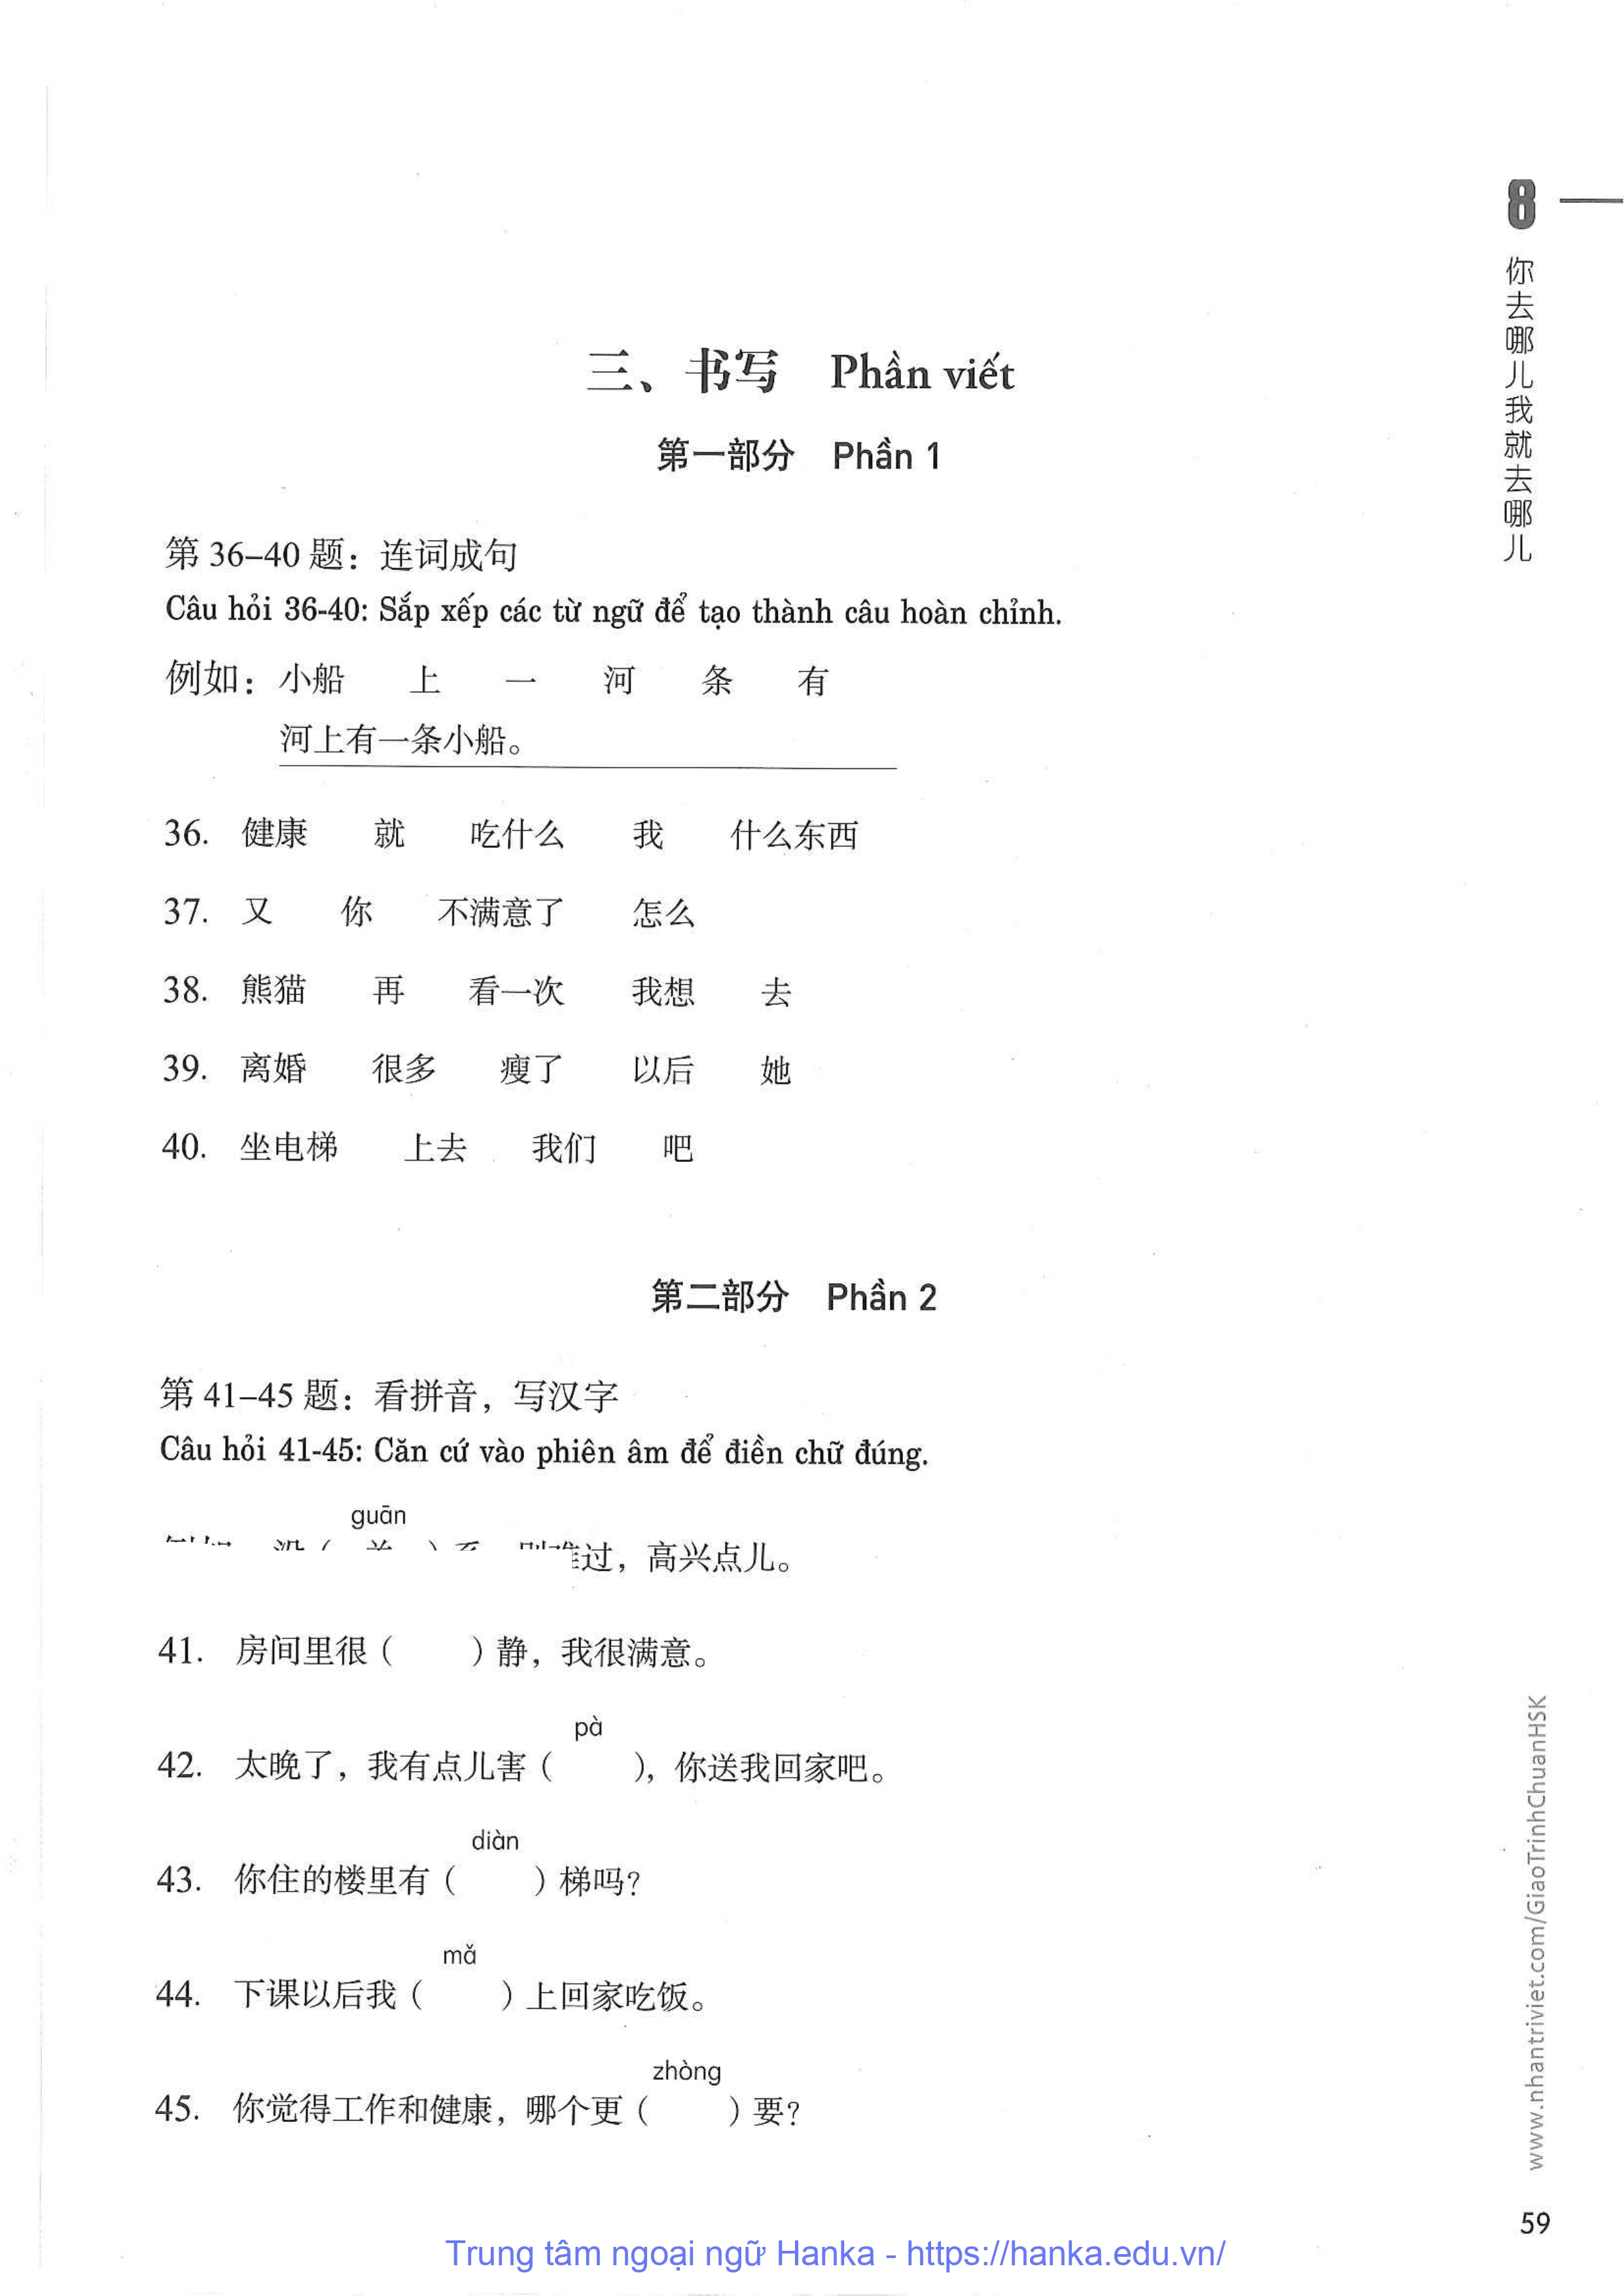 8
你去哪儿我就去哪儿
三、书写 Phần viết
第一部分 Phần 1
第 36–40 题：连词成句
Câu hỏi 36-40: Sắp xếp các từ ngữ để tạo thành câu hoàn chỉnh.
例如：小船 上 一 河 条 有
河上有一条小船。
36. 健康 就 吃什么 我 什么东西
37. 又 你 不满意了 怎么
38. 熊猫 再 看一次 我想 去
39. 离婚 很多 瘦了 以后 她
40. 坐电梯 上去 我们 吧
第二部分 Phần 2
第 41–45 题：看拼音，写汉字
Câu hỏi 41-45: Căn cứ vào phiên âm để điền chữ đúng.
guān
过，高兴点儿。
41. 房间里很（ ）静，我很满意。
pà
42. 太晚了，我有点儿害（ ），你送我回家吧。
diàn
43. 你住的楼里有（ ）梯吗？
mǎ
44. 下课以后我（ ）上回家吃饭。
zhòng
45. 你觉得工作和健康，哪个更（ ）要？
www.nhantriviet.com/GiaoTrinhChuanHSK
59
Trung tâm ngoại ngữ Hanka - https://hanka.edu.vn/